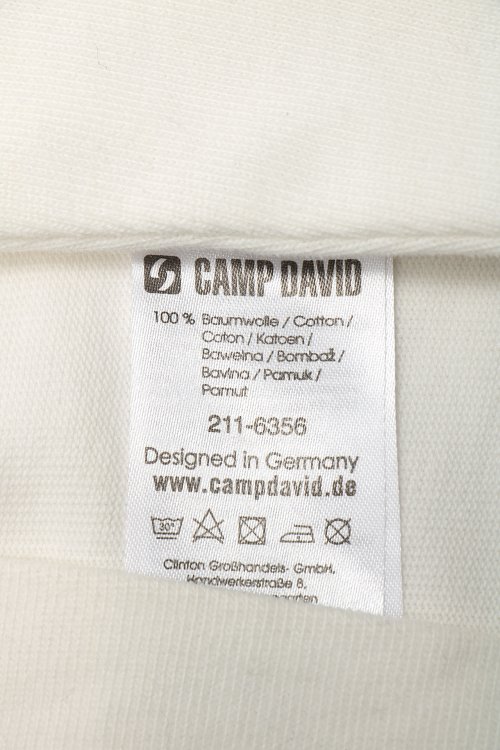 CAMP DAVID
100 % Baumwolle / Cotton /
Coton / Katoen /
Bawełna / Bombaž /
Bavlna / Pamuk /
Pamut
211-6356
Designed in Germany
www.campdavid.de
30°
Clinton Großhandels- GmbH,
Handwerkerstraße 8,